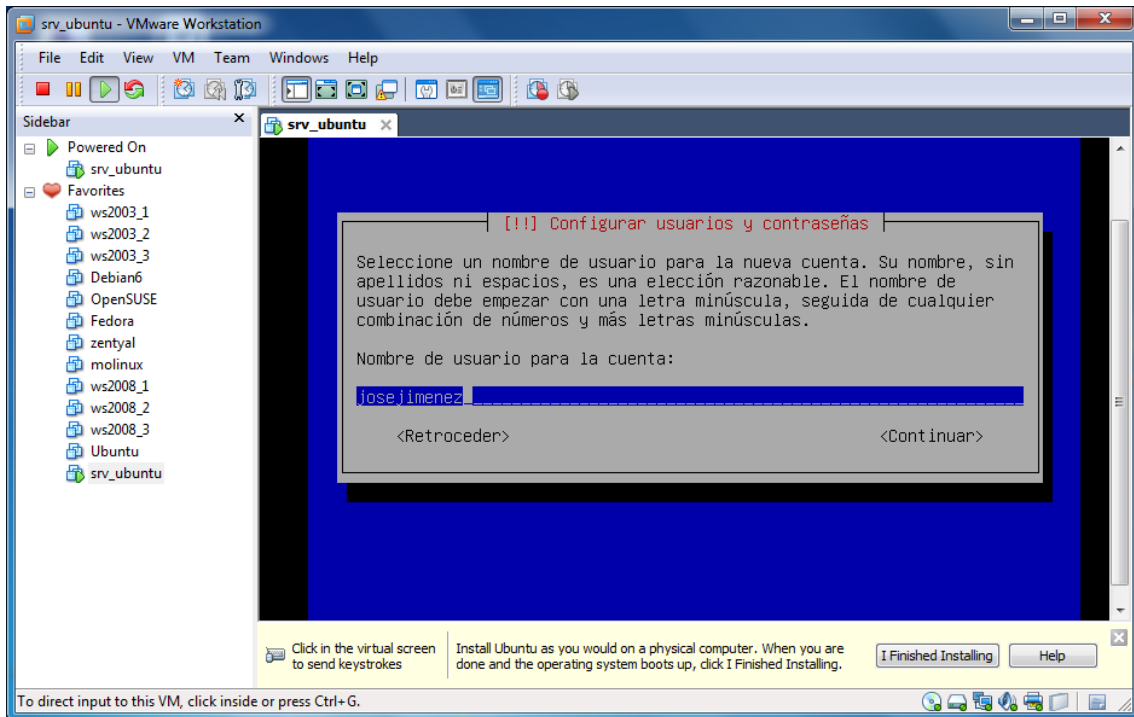 srv_ubuntu - VMware Workstation
File Edit View VM Team Windows Help
Sidebar
Powered On
srv_ubuntu
Favorites
ws2003_1
ws2003_2
ws2003_3
Debian6
OpenSUSE
Fedora
zentyal
molinux
ws2008_1
ws2008_2
ws2008_3
Ubuntu
srv_ubuntu
srv_ubuntu
[!!] Configurar usuarios y contraseñas
Seleccione un nombre de usuario para la nueva cuenta. Su nombre, sin
apellidos ni espacios, es una elección razonable. El nombre de
usuario debe empezar con una letra minúscula, seguida de cualquier
combinación de números y más letras minúsculas.
Nombre de usuario para la cuenta:
josejimenez
<Retroceder> <Continuar>
Click in the virtual screen
to send keystrokes
Install Ubuntu as you would on a physical computer. When you are
done and the operating system boots up, click I Finished Installing.
I Finished Installing
Help
To direct input to this VM, click inside or press Ctrl+G.